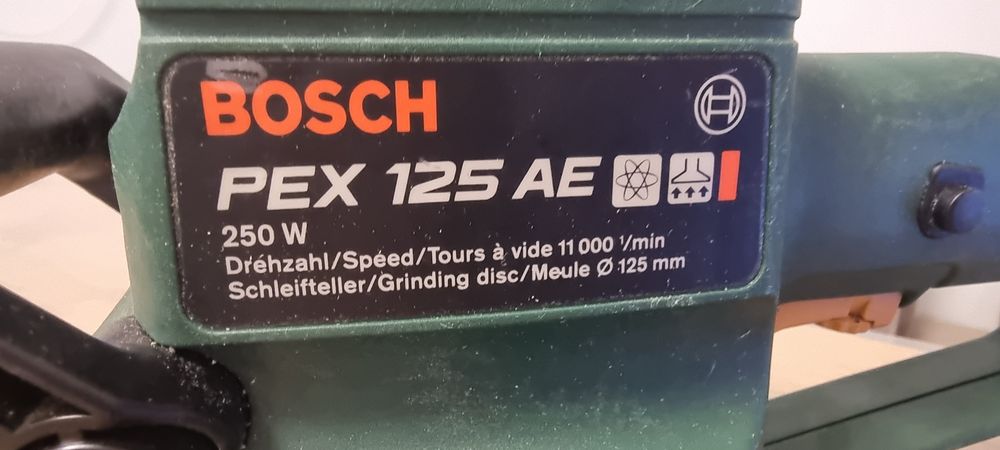 BOSCH
PEX 125 AE
250 W
Drehzahl/Speed/Tours à vide 11 000 1/min
Schleifteller/Grinding disc/Meule Ø 125 mm